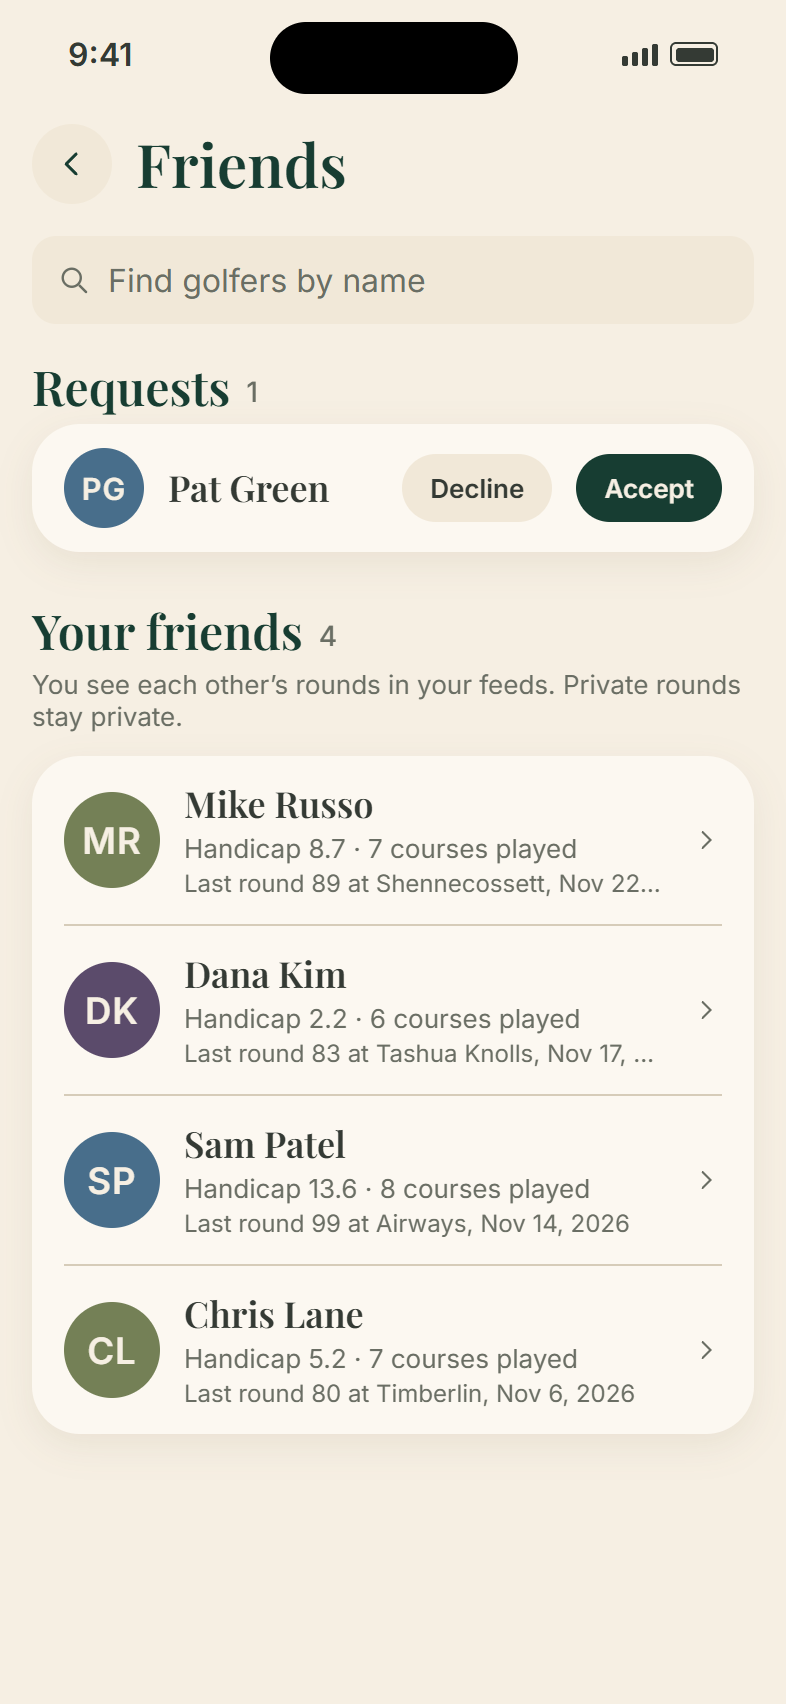 9:41
Friends
Find golfers by name
Requests 1
PG Pat Green Decline Accept
Your friends 4
You see each other’s rounds in your feeds. Private rounds
stay private.
MR
Mike Russo
Handicap 8.7 · 7 courses played
Last round 89 at Shennecossett, Nov 22...
DK
Dana Kim
Handicap 2.2 · 6 courses played
Last round 83 at Tashua Knolls, Nov 17, ...
SP
Sam Patel
Handicap 13.6 · 8 courses played
Last round 99 at Airways, Nov 14, 2026
CL
Chris Lane
Handicap 5.2 · 7 courses played
Last round 80 at Timberlin, Nov 6, 2026